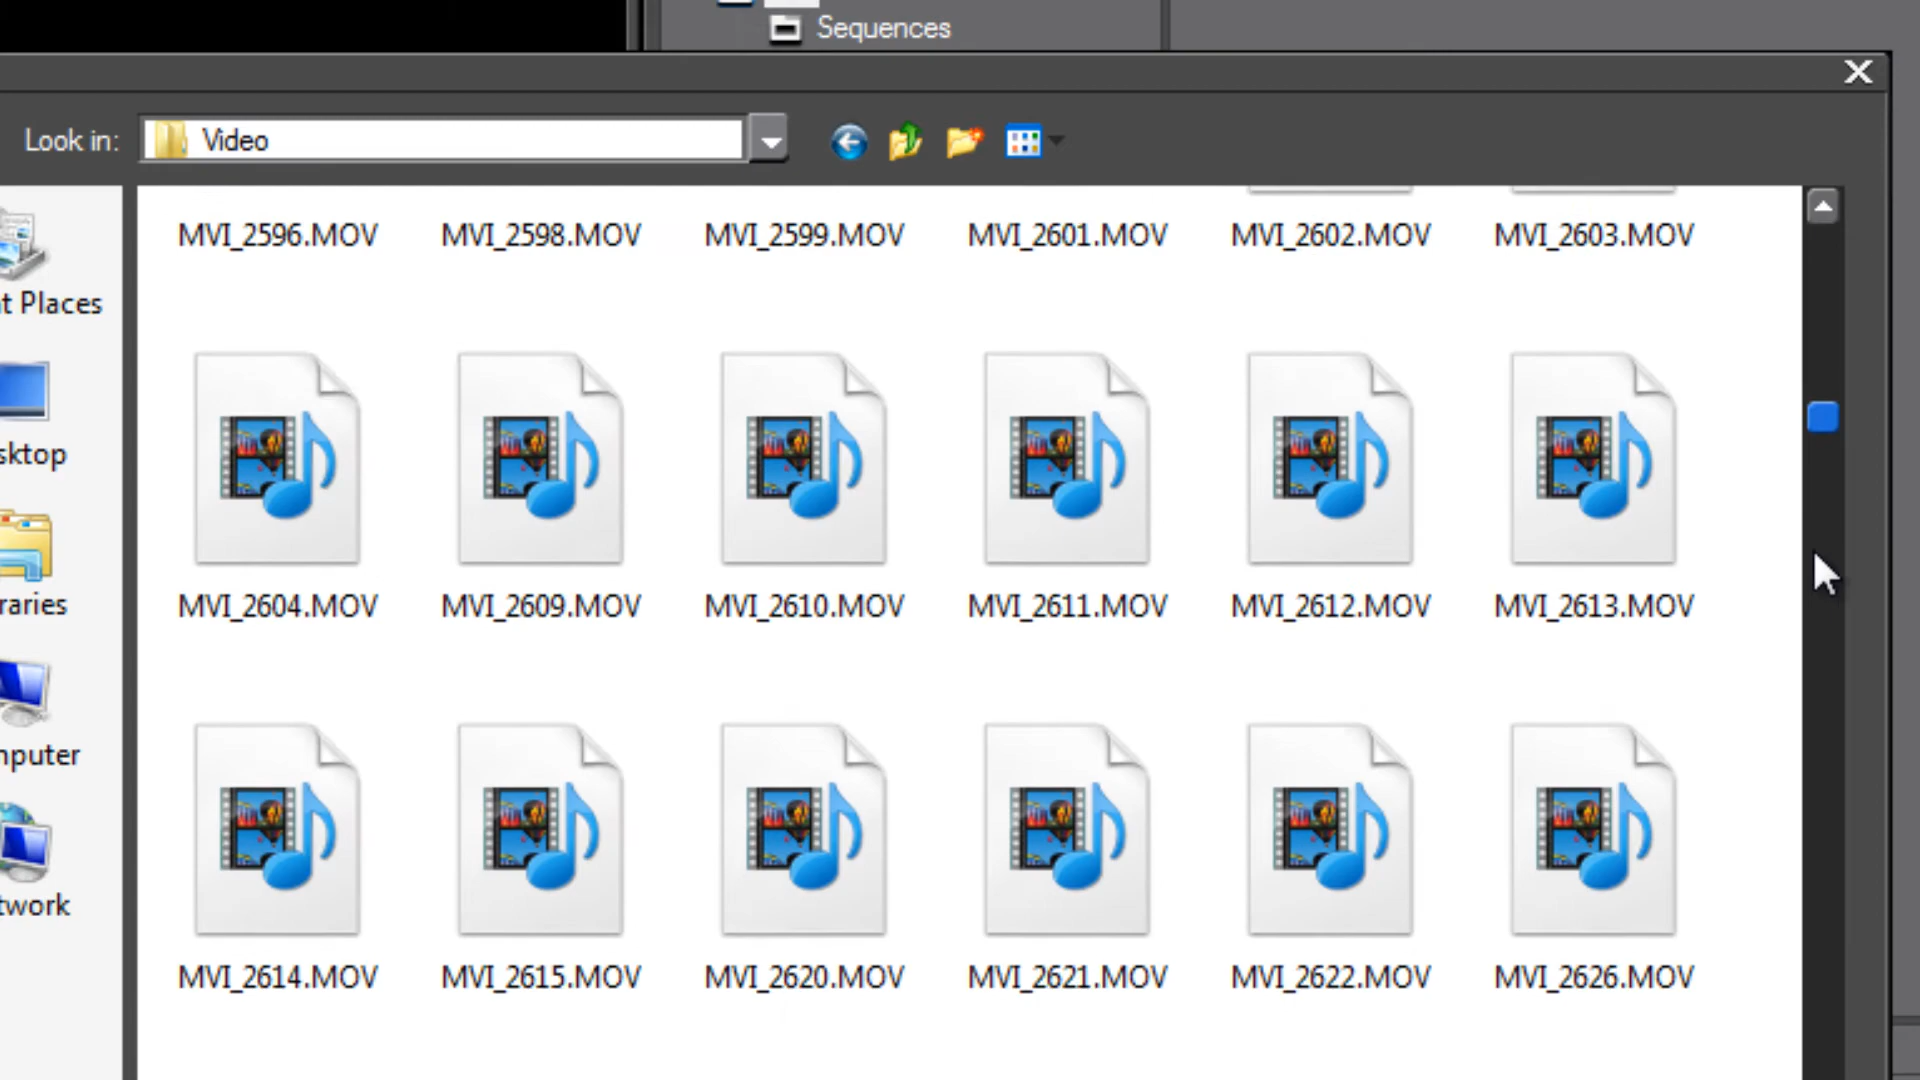 Sequences
Look in: Video
MVI_2596.MOV MVI_2598.MOV MVI_2599.MOV MVI_2601.MOV MVI_2602.MOV MVI_2603.MOV
t Places
sktop
MVI_2604.MOV MVI_2609.MOV MVI_2610.MOV MVI_2611.MOV MVI_2612.MOV MVI_2613.MOV
raries
nputer
twork
MVI_2614.MOV MVI_2615.MOV MVI_2620.MOV MVI_2621.MOV MVI_2622.MOV MVI_2626.MOV